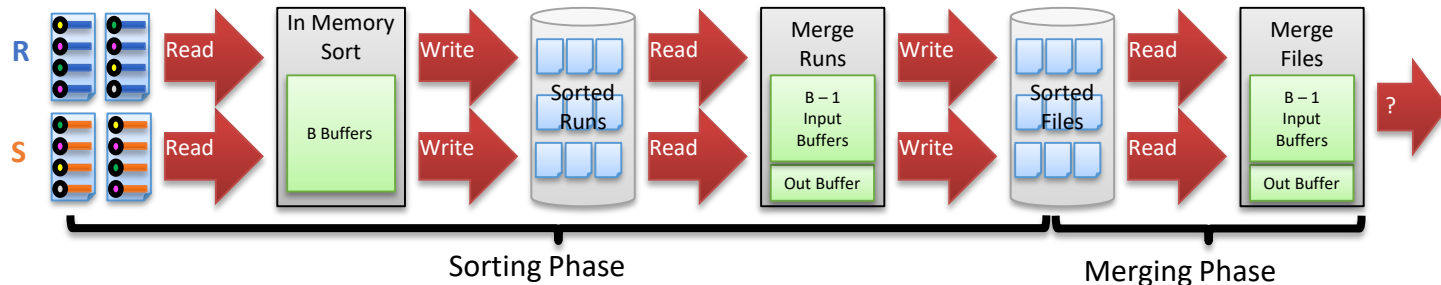 R
S
Read
Read
In Memory
Sort
B Buffers
Write
Write
Sorted
Runs
Read
Read
Merge
Runs
B – 1
Input
Buffers
Out Buffer
Write
Write
Sorted
Files
Read
Read
Merge
Files
B – 1
Input
Buffers
Out Buffer
?
Sorting Phase
Merging Phase